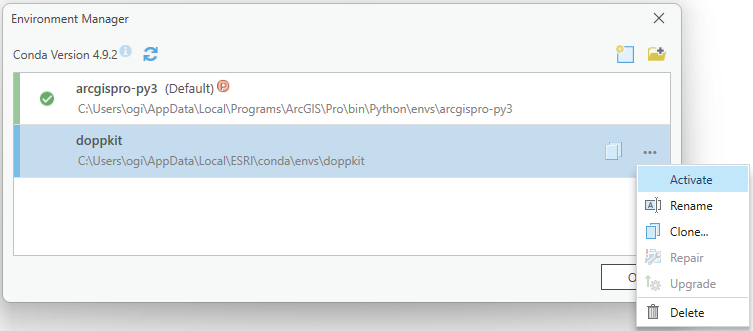 Environment Manager
Conda Version 4.9.2
arcgispro-py3 (Default)
C:\Users\ogi\AppData\Local\Programs\ArcGIS\Pro\bin\Python\envs\arcgispro-py3
doppkit
C:\Users\ogi\AppData\Local\ESRI\conda\envs\doppkit
Activate
Rename
Clone...
Repair
Upgrade
Delete